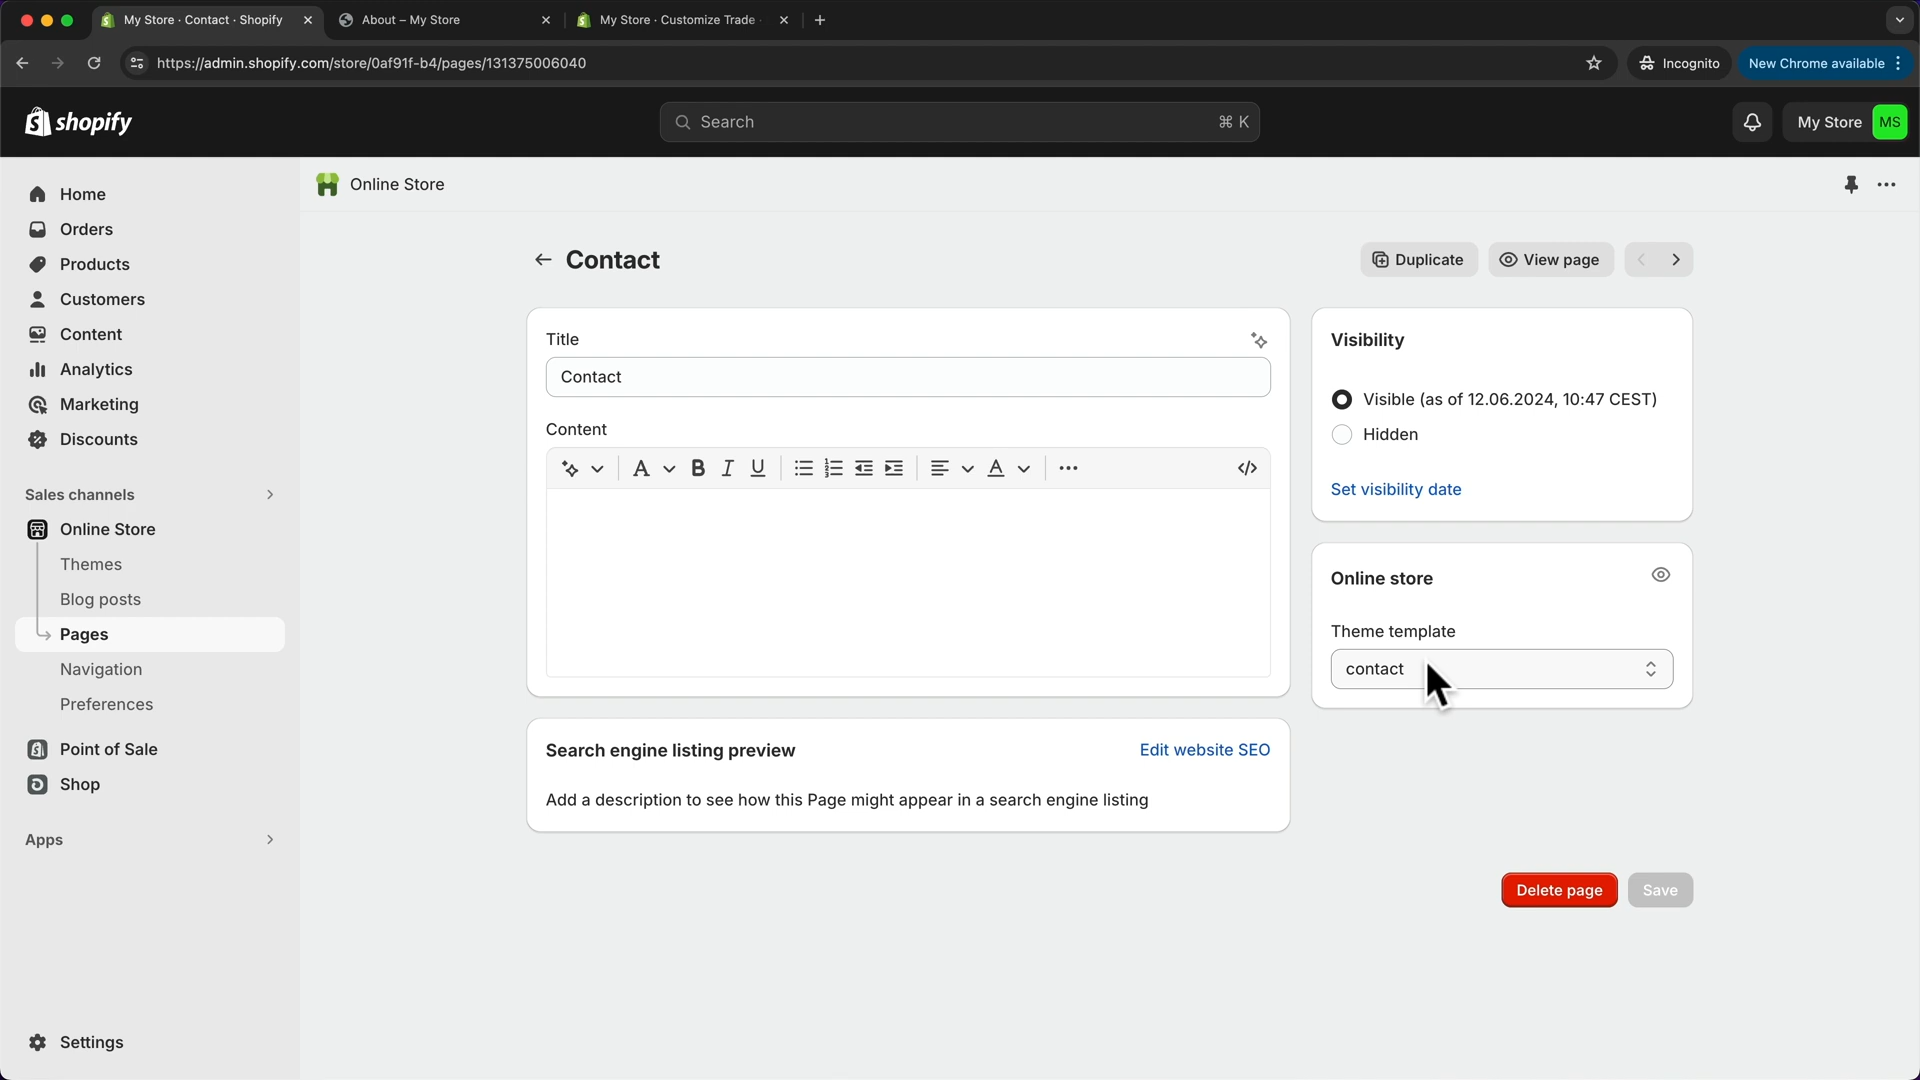 My Store · Contact · Shopify
About – My Store
My Store · Customize Trade
https://admin.shopify.com/store/0af91f-b4/pages/131375006040
Incognito
New Chrome available
shopify
Search
⌘ K
My Store
MS
Home
Orders
Products
Customers
Content
Analytics
Marketing
Discounts
Sales channels
Online Store
Themes
Blog posts
Pages
Navigation
Preferences
Point of Sale
Shop
Apps
Settings
Online Store
Contact
Duplicate
View page
Title
Contact
Content
A B I U A
Visibility
Visible (as of 12.06.2024, 10:47 CEST)
Hidden
Set visibility date
Online store
Theme template
contact
Search engine listing preview
Edit website SEO
Add a description to see how this Page might appear in a search engine listing
Delete page
Save